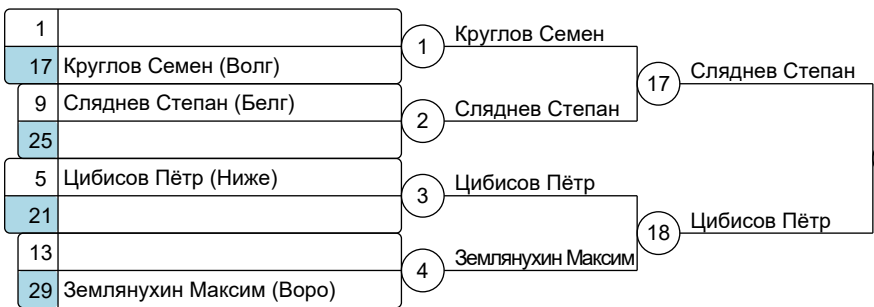 1
17 Круглов Семен (Волг)
9 Сляднев Степан (Белг)
25
5 Цибисов Пётр (Ниже)
21
13
29 Землянухин Максим (Воро)
1 Круглов Семен
2 Сляднев Степан
3 Цибисов Пётр
4 Землянухин Максим
17 Сляднев Степан
18 Цибисов Пётр